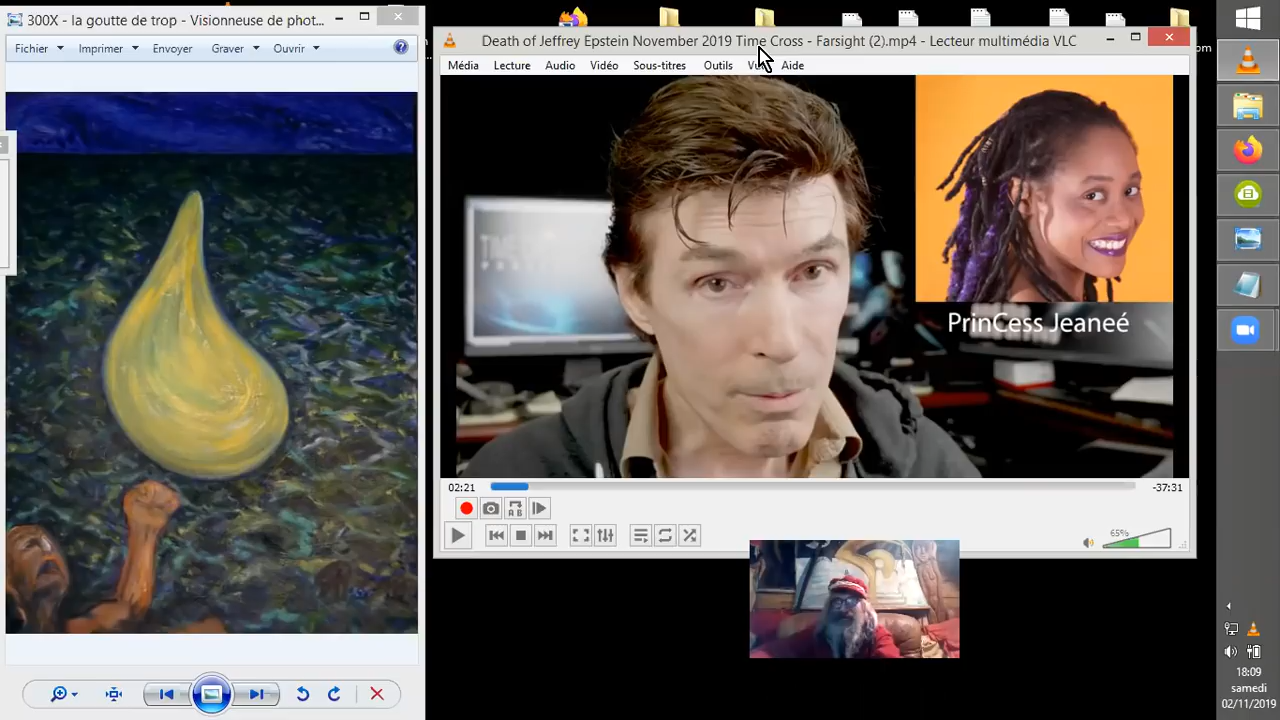 300X - la goutte de trop - Visionneuse de phot...
Fichier
Imprimer
Envoyer
Graver
Ouvrir
Death of Jeffrey Epstein November 2019 Time Cross - Farsight (2).mp4 - Lecteur multimédia VLC
Média Lecture Audio Vidéo Sous-titres Outils Aide
PrinCess Jeaneé
02:21
-37:31
A B
65%
18:09
samedi
02/11/2019